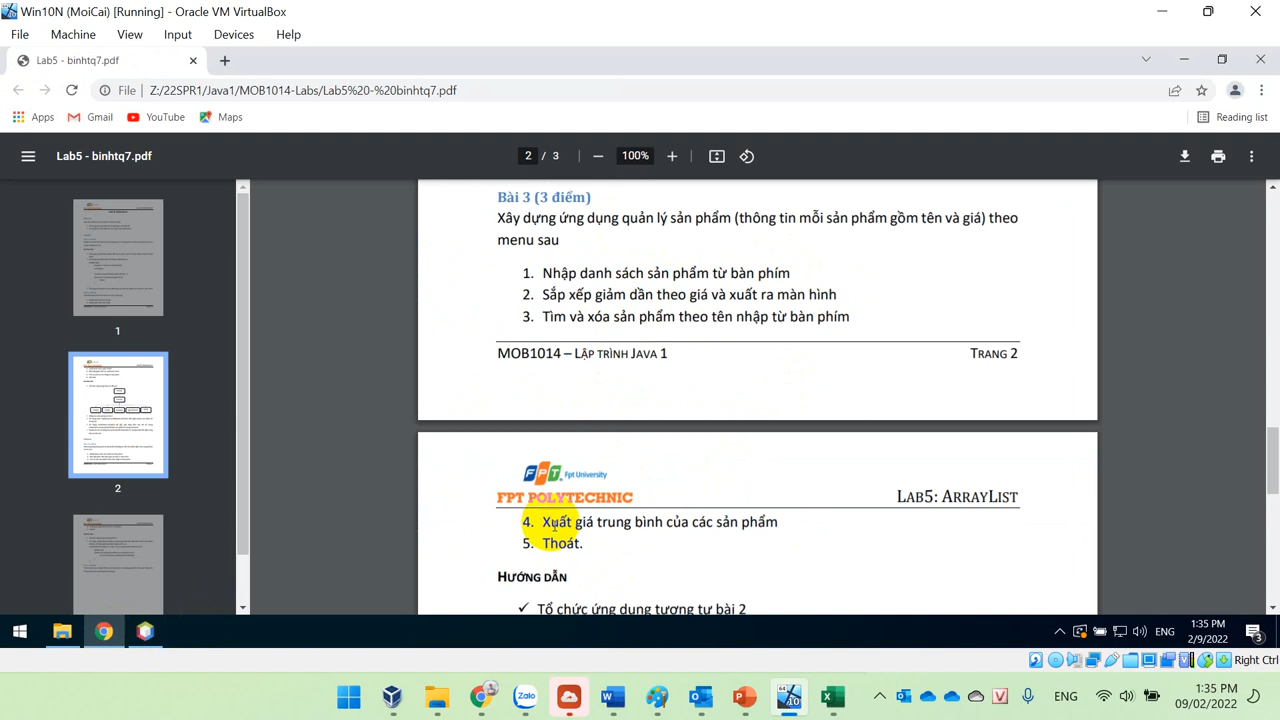 Win10N (MoiCai) [Running] - Oracle VM VirtualBox
File Machine View Input Devices Help
Lab5 - binhtq7.pdf
File Z:/22SPR1/Java1/MOB1014-Labs/Lab5%20-%20binhtq7.pdf
Apps Gmail YouTube Maps Reading list
Lab5 - binhtq7.pdf 2 / 3 100%
Bài 3 (3 điểm)
Xây dựng ứng dụng quản lý sản phẩm (thông tin mỗi sản phẩm gồm tên và giá) theo
menu sau
1. Nhập danh sách sản phẩm từ bàn phím
2. Sắp xếp giảm dần theo giá và xuất ra màn hình
3. Tìm và xóa sản phẩm theo tên nhập từ bàn phím
MOB1014 – LẬP TRÌNH JAVA 1 TRANG 2
1
2
FPT Fpt University
FPT POLYTECHNIC LAB5: ARRAYLIST
4. Xuất giá trung bình của các sản phẩm
5. Thoát.
HƯỚNG DẪN
✓ Tổ chức ứng dụng tương tự bài 2
ENG 1:35 PM
2/9/2022
3
Right Ctrl
Zalo
10
ENG 1:35 PM
09/02/2022